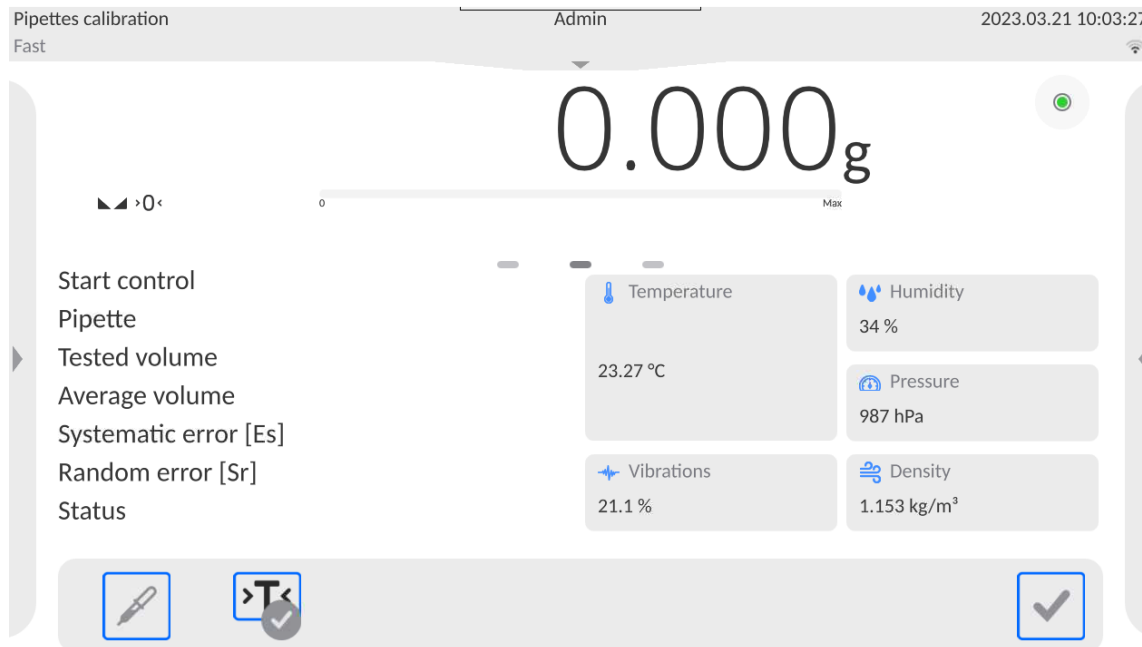 Pipettes calibration
Admin
2023.03.21 10:03:27
Fast
0.000 g
>0<
0
Max
Start control
Pipette
Tested volume
Average volume
Systematic error [Es]
Random error [Sr]
Status
Temperature
23.27 °C
Humidity
34 %
Pressure
987 hPa
Vibrations
21.1 %
Density
1.153 kg/m³
>T<